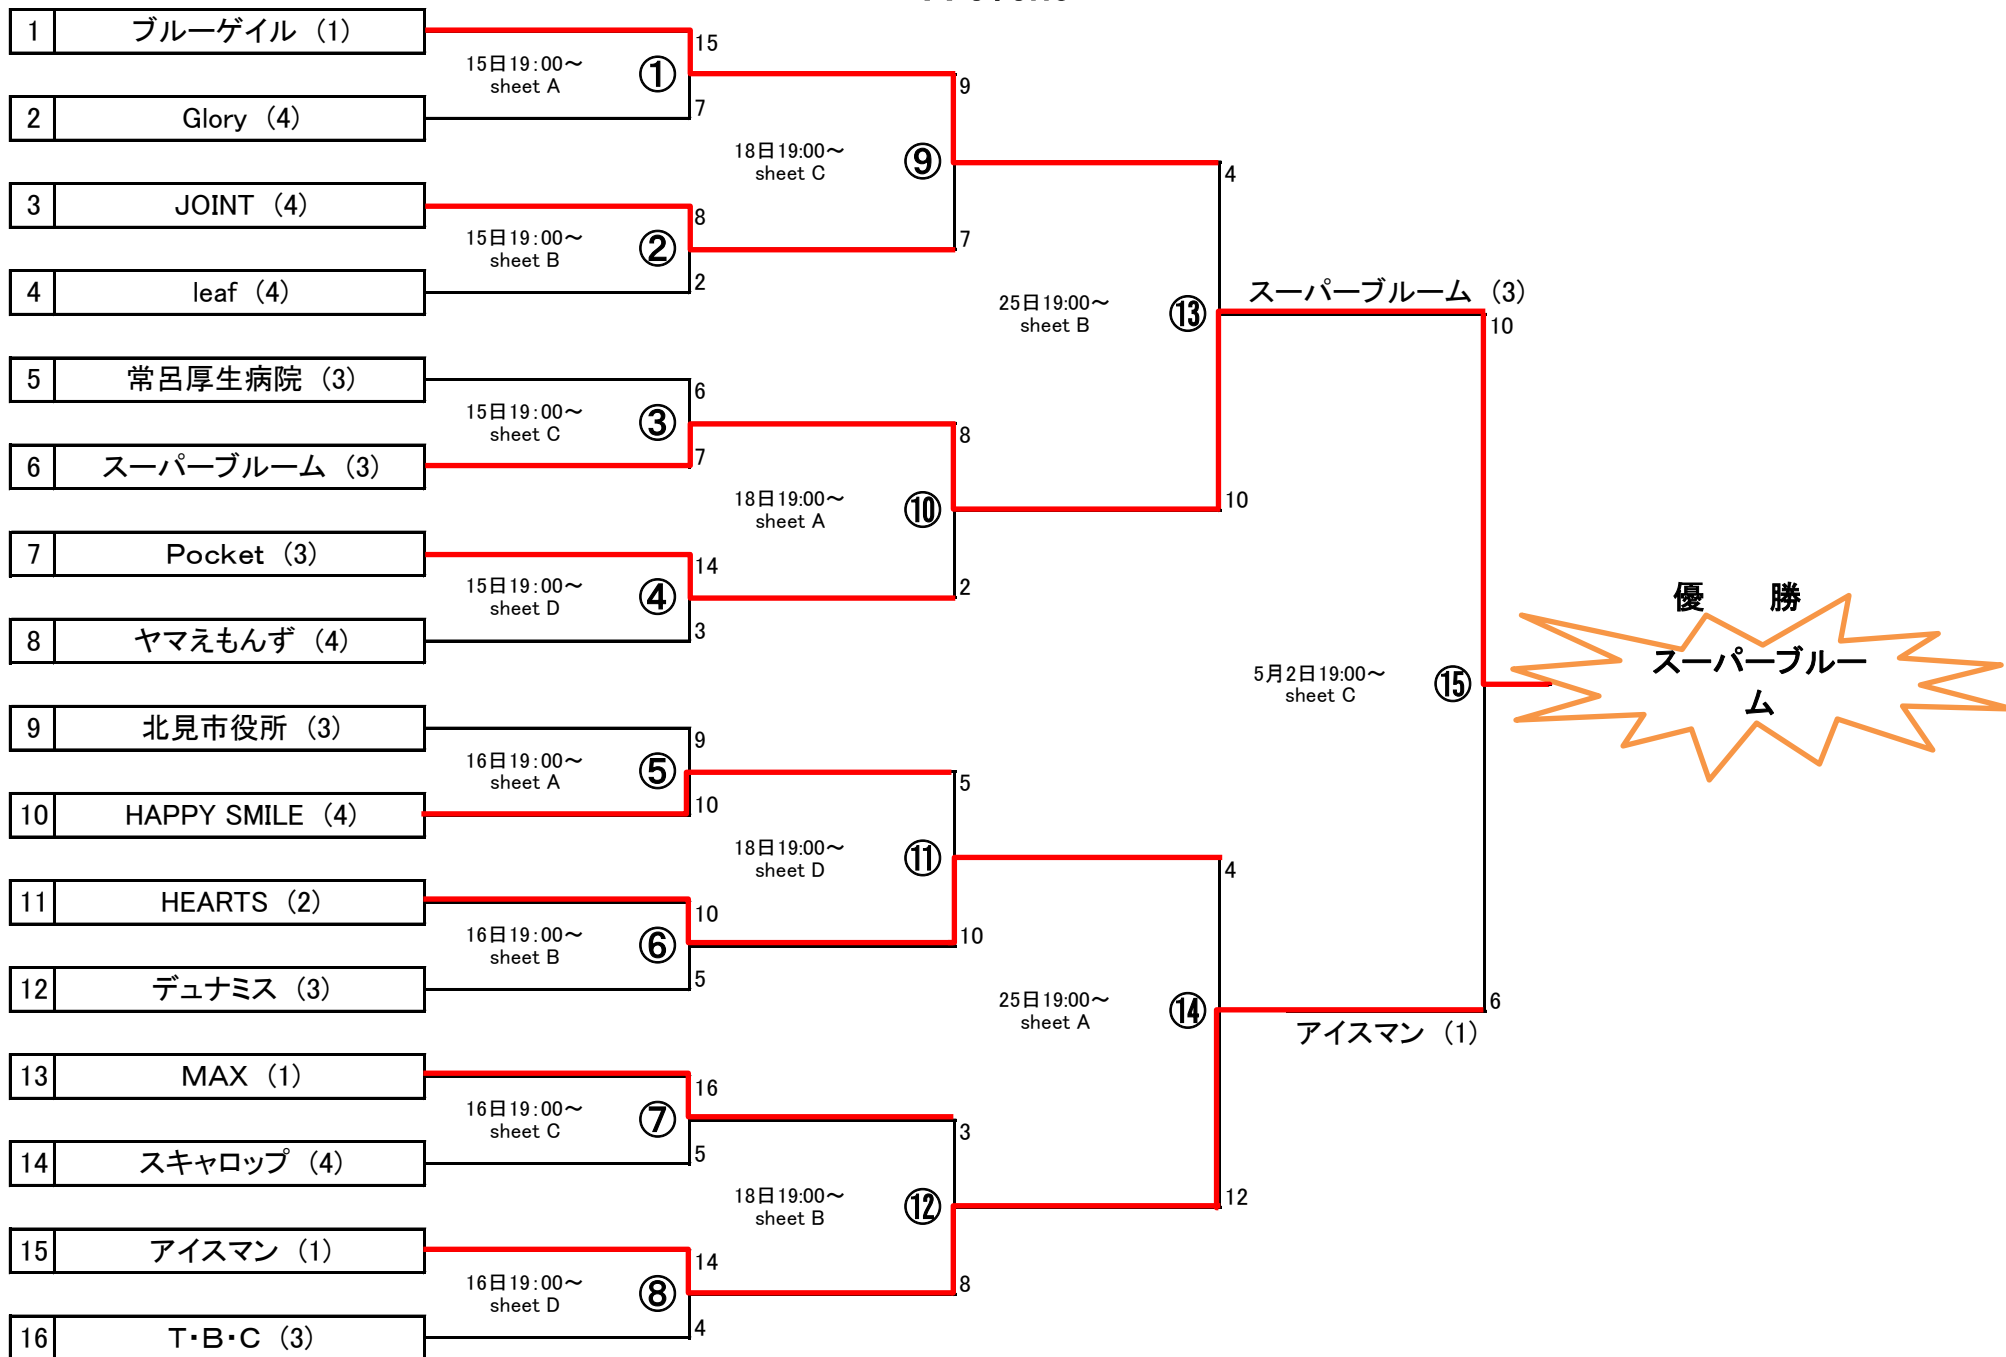 1 ブルーゲイル (1)
15
15日19:00～
sheet A
①
7
2 Glory (4)
9
18日19:00～
sheet C
⑨
7
3 JOINT (4)
8
15日19:00～
sheet B
②
2
4 leaf (4)
4
25日19:00～
sheet B
⑬
10
スーパーブルーム (3)
10
5 常呂厚生病院 (3)
6
15日19:00～
sheet C
③
7
6 スーパーブルーム (3)
8
18日19:00～
sheet A
⑩
2
7 Pocket (3)
14
15日19:00～
sheet D
④
3
8 ヤマえもんず (4)
5月2日19:00～
sheet C
⑮
優 勝
スーパーブルー
ム
9 北見市役所 (3)
9
16日19:00～
sheet A
⑤
10
10 HAPPY SMILE (4)
5
18日19:00～
sheet D
⑪
10
11 HEARTS (2)
10
16日19:00～
sheet B
⑥
5
12 デュナミス (3)
4
25日19:00～
sheet A
⑭
12
6
アイスマン (1)
13 MAX (1)
16
16日19:00～
sheet C
⑦
5
14 スキャロップ (4)
3
18日19:00～
sheet B
⑫
8
15 アイスマン (1)
14
16日19:00～
sheet D
⑧
4
16 T・B・C (3)